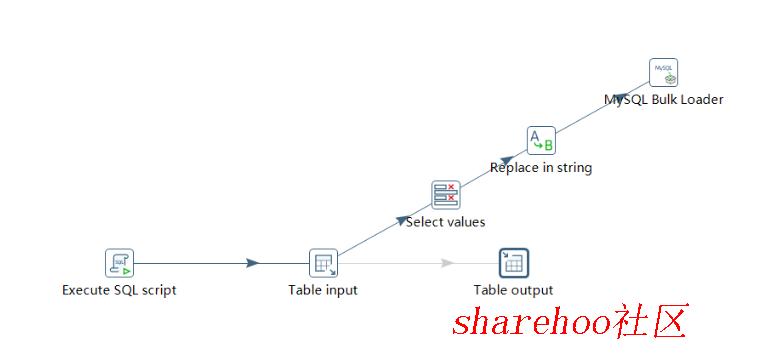 MySQL
MySQL Bulk Loader
A
B
Replace in string
Select values
SQL
Execute SQL script
Table input
Table output
sharehoo社区